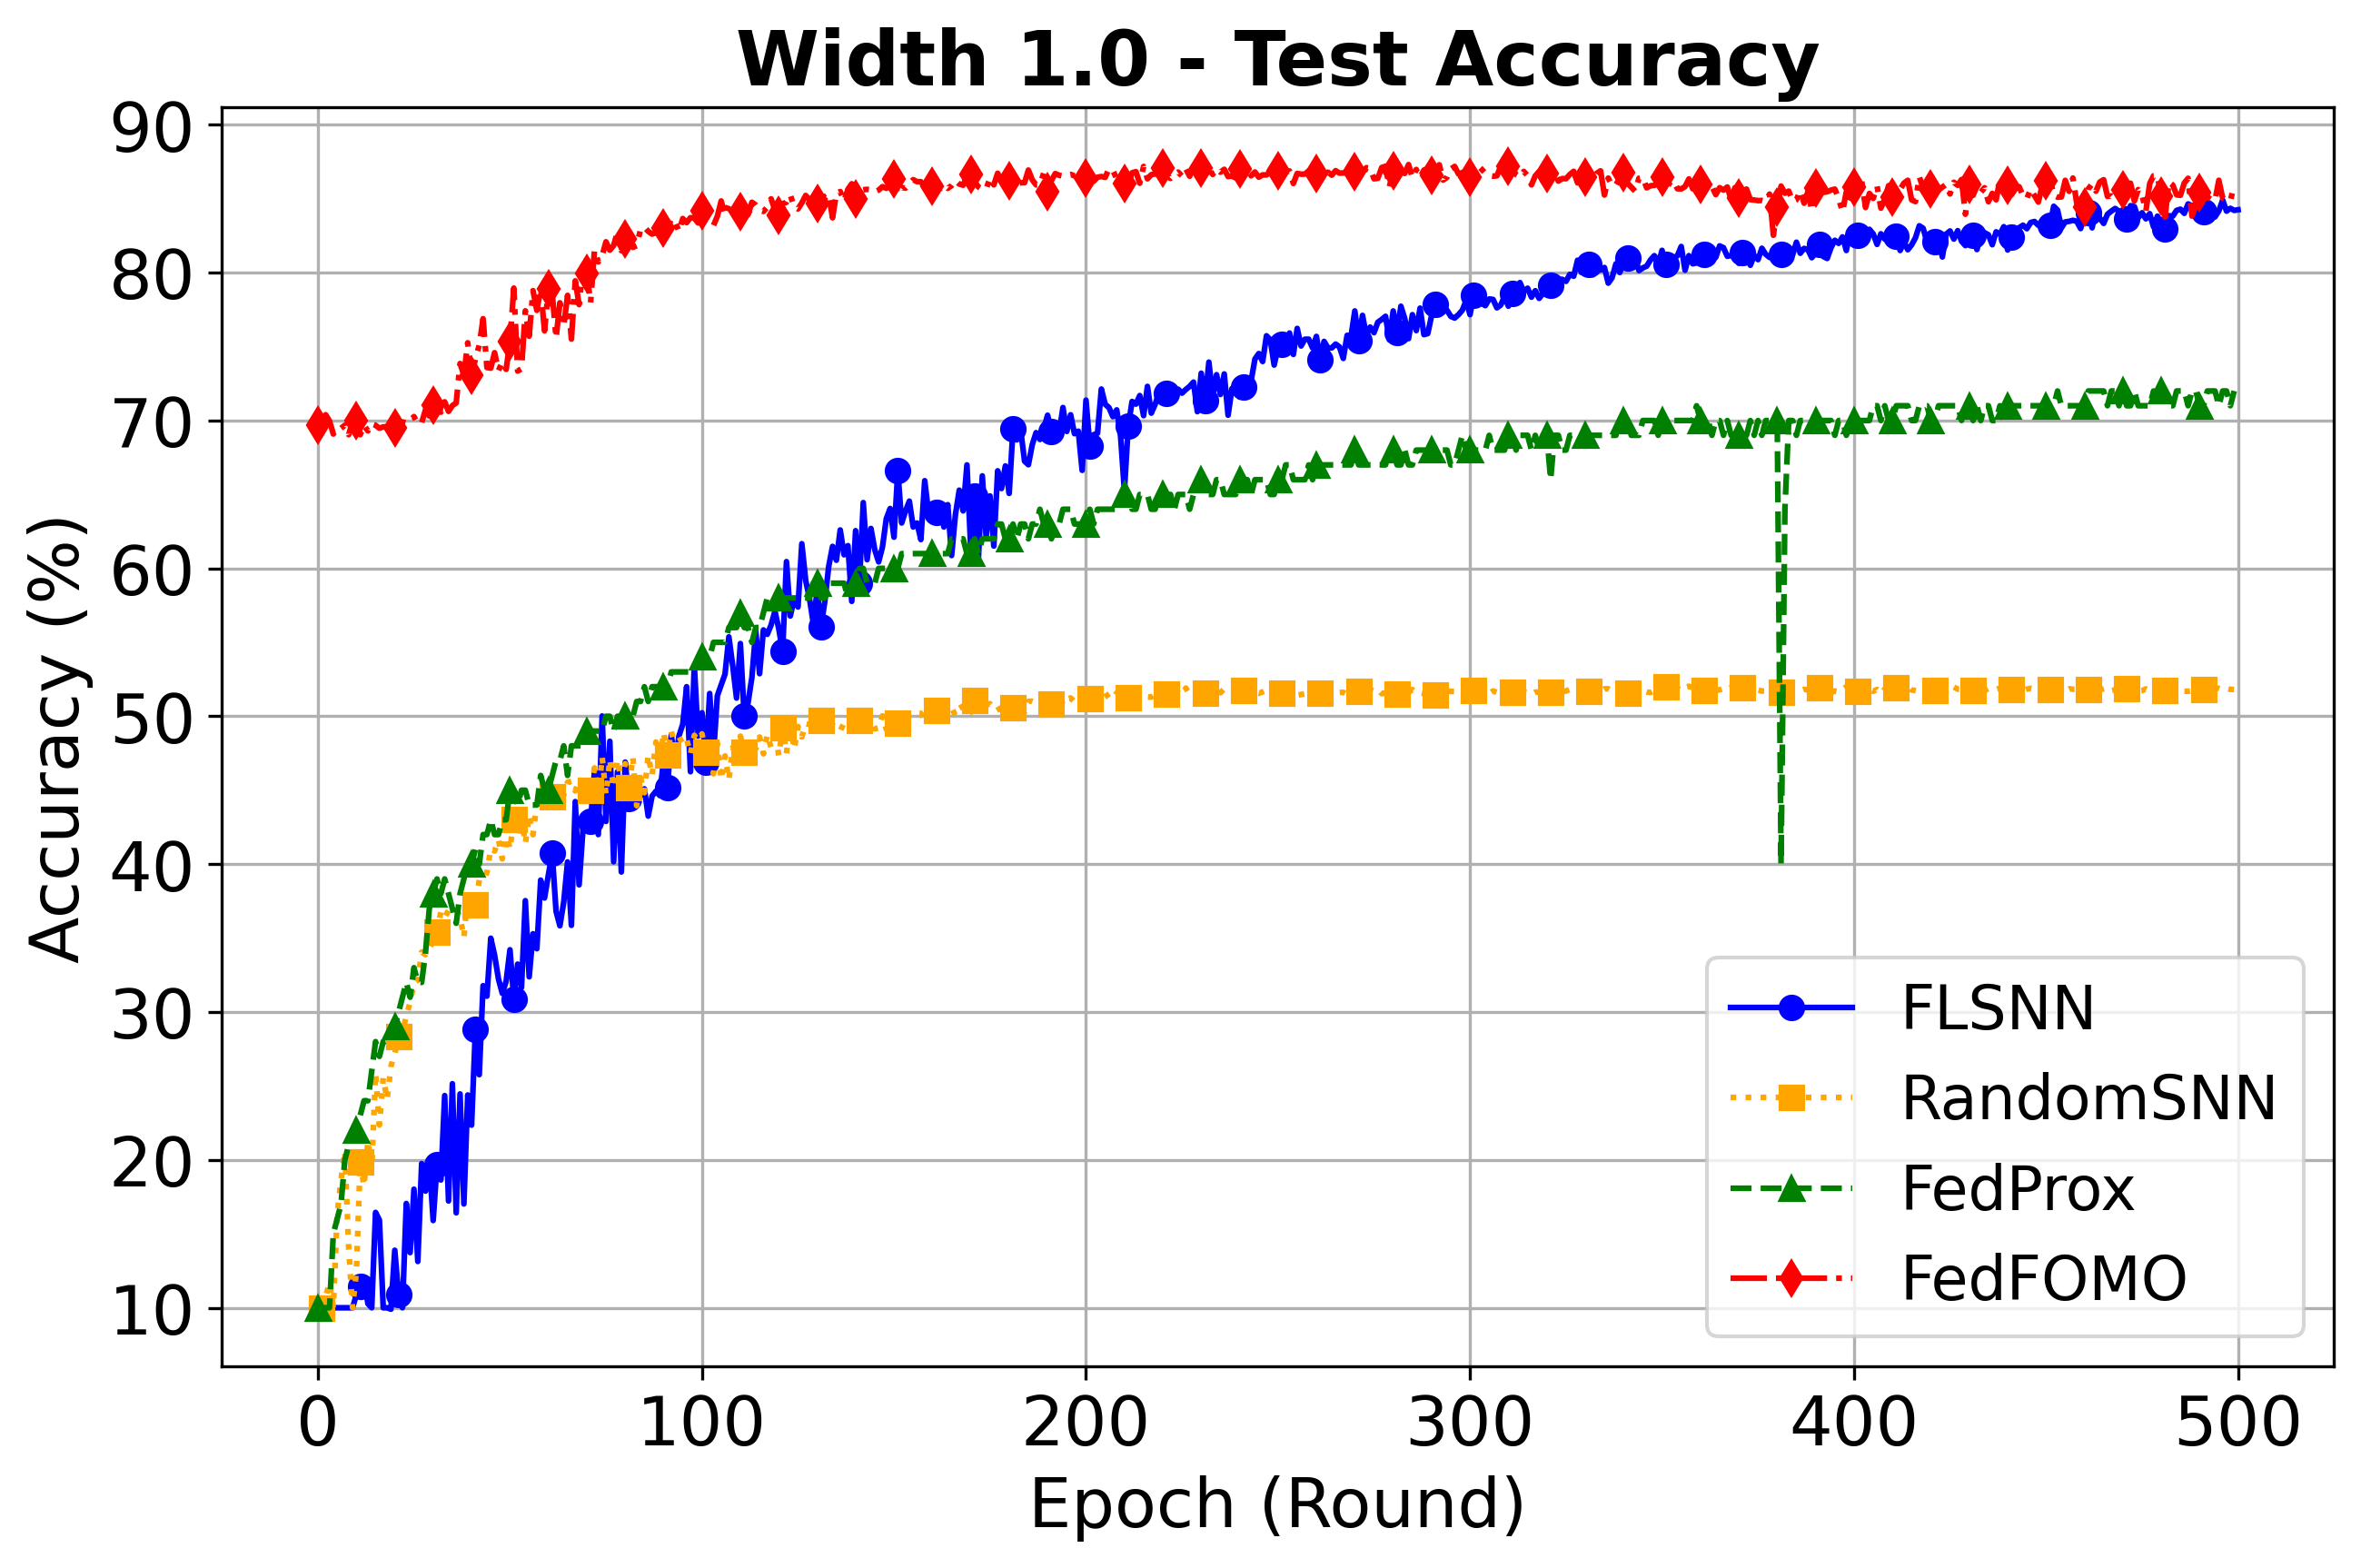 Width 1.0 - Test Accuracy
Accuracy (%)
90
80
70
60
50
40
30
20
10
0 100 200 300 400 500
Epoch (Round)
FLSNN
RandomSNN
FedProx
FedFOMO